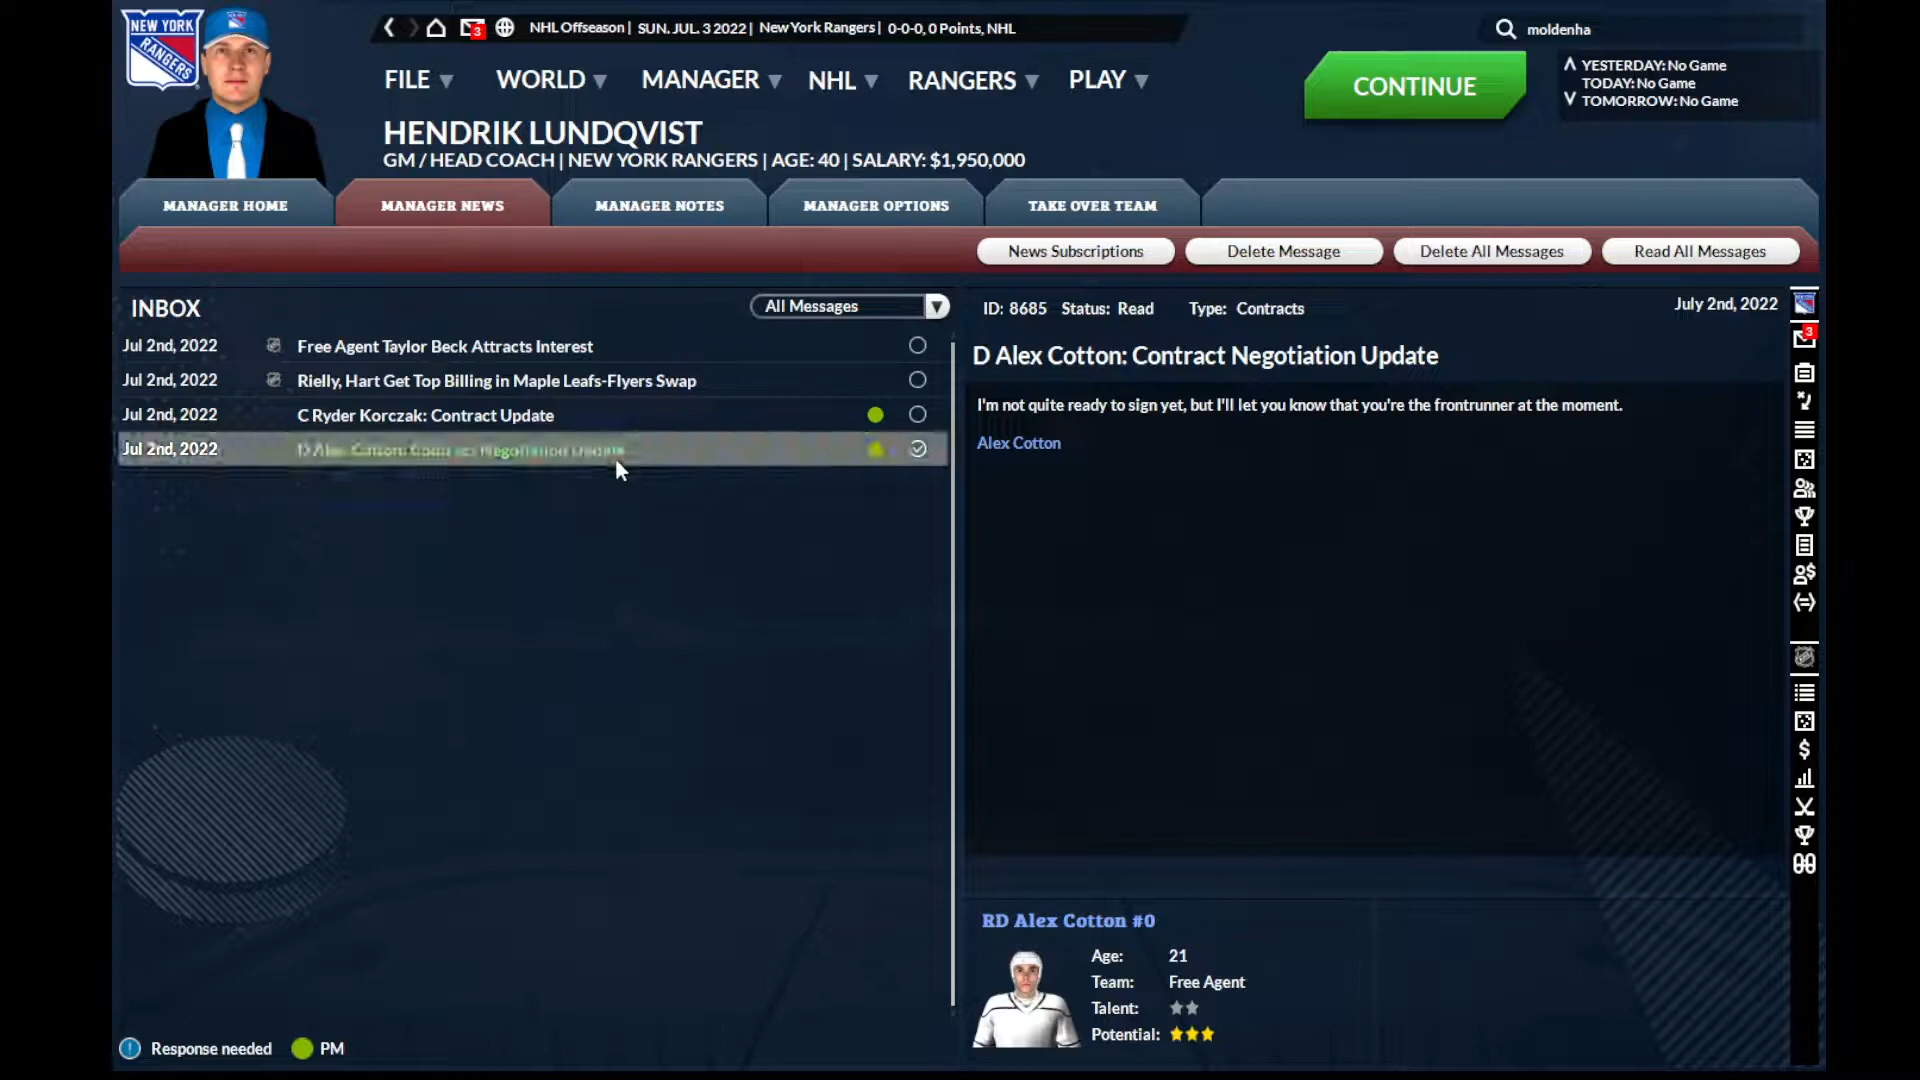 NEW YORK
RANGERS
3
NHL Offseason | SUN. JUL. 3 2022 | New York Rangers | 0-0-0, 0 Points, NHL
moldenha
FILE
WORLD
MANAGER
NHL
RANGERS
PLAY
CONTINUE
YESTERDAY: No Game
TODAY: No Game
TOMORROW: No Game
HENDRIK LUNDQVIST
GM / HEAD COACH | NEW YORK RANGERS | AGE: 40 | SALARY: $1,950,000
MANAGER HOME
MANAGER NEWS
MANAGER NOTES
MANAGER OPTIONS
TAKE OVER TEAM
News Subscriptions
Delete Message
Delete All Messages
Read All Messages
INBOX
All Messages
Jul 2nd, 2022 Free Agent Taylor Beck Attracts Interest
Jul 2nd, 2022 Rielly, Hart Get Top Billing in Maple Leafs-Flyers Swap
Jul 2nd, 2022 C Ryder Korczak: Contract Update
Jul 2nd, 2022 D Alex Cotton: Contract Negotiation Update
Response needed
PM
ID: 8685 Status: Read Type: Contracts
July 2nd, 2022
D Alex Cotton: Contract Negotiation Update
I'm not quite ready to sign yet, but I'll let you know that you're the frontrunner at the moment.
Alex Cotton
RD Alex Cotton #0
Age: 21
Team: Free Agent
Talent:
Potential:
3